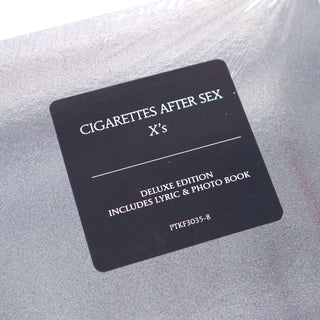 CIGARETTES AFTER SEX
X's
DELUXE EDITION
INCLUDES LYRIC & PHOTO BOOK
PTKF3035-8